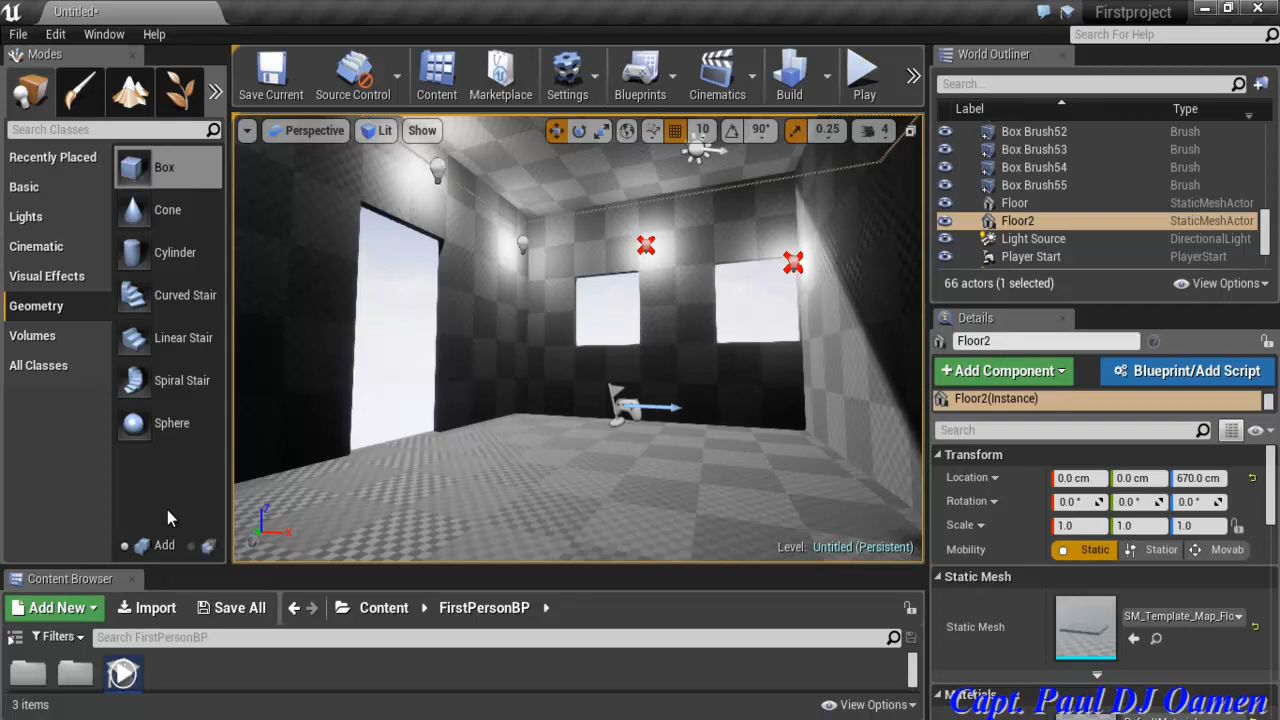 Untitled*
Firstproject
File Edit Window Help
Search For Help
Modes
Save Current Source Control Content Marketplace Settings Blueprints Cinematics Build Play
Search Classes
Recently Placed
Basic
Lights
Cinematic
Visual Effects
Geometry
Volumes
All Classes
Box
Cone
Cylinder
Curved Stair
Linear Stair
Spiral Stair
Sphere
Add
Perspective Lit Show 10 90° 0.25 4
Z
X
Level: Untitled (Persistent)
World Outliner
Search...
Label Type
Box Brush52 Brush
Box Brush53 Brush
Box Brush54 Brush
Box Brush55 Brush
Floor StaticMeshActor
Floor2 StaticMeshActor
Light Source DirectionalLight
Player Start PlayerStart
66 actors (1 selected) View Options
Details
Floor2
+Add Component Blueprint/Add Script
Floor2(Instance)
Search
Transform
Location 0.0 cm 0.0 cm 670.0 cm
Rotation 0.0 ° 0.0 ° 0.0 °
Scale 1.0 1.0 1.0
Mobility Static Station Movab
Static Mesh
Static Mesh SM_Template_Map_Flo
Materials
Content Browser
Add New Import Save All Content FirstPersonBP
Filters Search FirstPersonBP
3 items View Options
Capt. Paul DJ Oamen